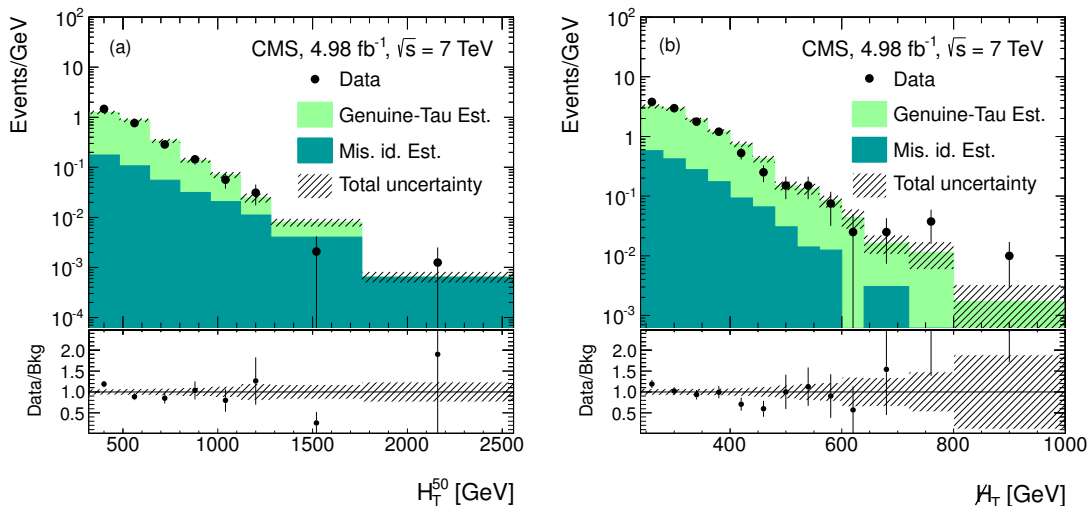 (a) CMS, 4.98 fb⁻¹, √s = 7 TeV
Data
Genuine-Tau Est.
Mis. id. Est.
Total uncertainty
Events/GeV
10²
10
1
10⁻¹
10⁻²
10⁻³
10⁻⁴
Data/Bkg
2.0
1.5
1.0
0.5
500 1000 1500 2000 2500
H_T^50 [GeV]
(b) CMS, 4.98 fb⁻¹, √s = 7 TeV
Data
Genuine-Tau Est.
Mis. id. Est.
Total uncertainty
Events/GeV
10²
10
1
10⁻¹
10⁻²
10⁻³
Data/Bkg
2.0
1.5
1.0
0.5
400 600 800 1000
H̸_T [GeV]